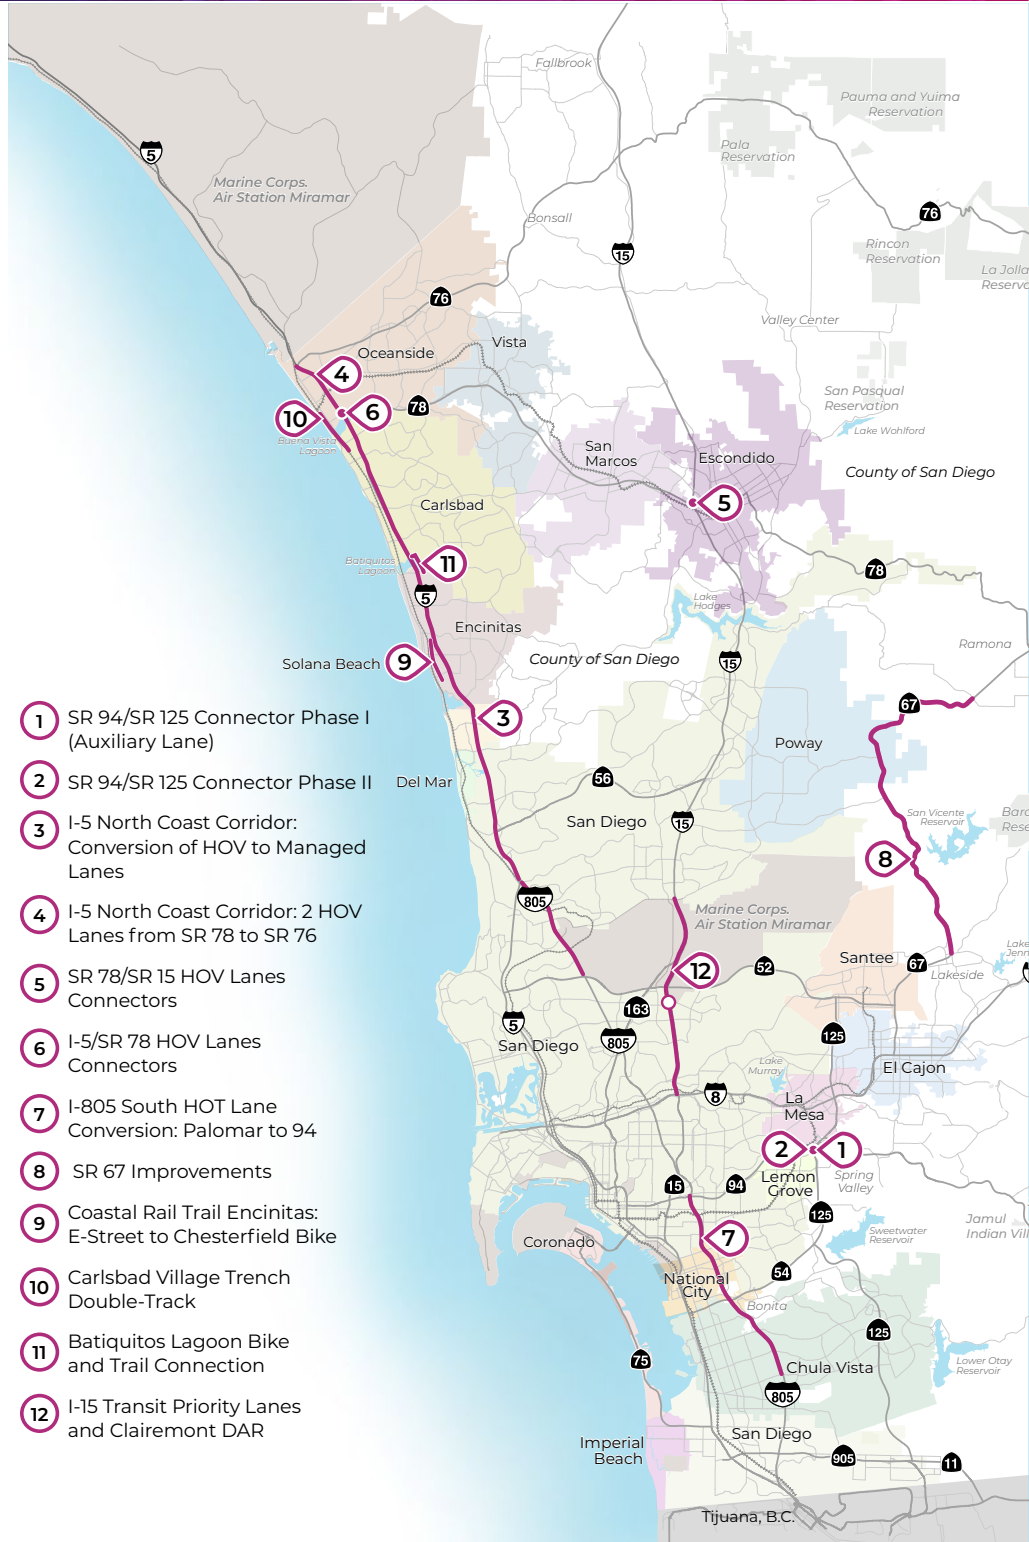 Fallbrook
Pauma and Yuima
Reservation
Pala
Reservation
5
Marine Corps.
Air Station Miramar
76
Bonsall
15
Rincon
Reservation
La Jolla
76
Valley Center
Vista
Oceanside
4
San Pasqual
Reservation
78
10
6
Lake Wohlford
Buena Vista
Lagoon
San
Marcos
Escondido
County of San Diego
5
Carlsbad
Batiquitos
Lagoon
11
78
5
Lake
Hodges
Encinitas
Ramona
Solana Beach
9
County of San Diego
15
67
3
Poway
56
Del Mar
San Diego
15
San Vicente
Reservoir
8
805
Marine Corps.
Air Station Miramar
Santee
67
Lakeside
12
52
163
5
San Diego
805
125
Lake
Murray
El Cajon
8
La
Mesa
2
1
Lemon
Grove
Spring
Valley
15
94
125
Sweetwater
Reservoir
Jamul
Indian Vill
Coronado
7
National
City
54
Bonita
125
75
Chula Vista
Lower Otay
Reservoir
805
San Diego
Imperial
Beach
905
11
Tijuana, B.C.
1 SR 94/SR 125 Connector Phase I
(Auxiliary Lane)
2 SR 94/SR 125 Connector Phase II
3 I-5 North Coast Corridor:
Conversion of HOV to Managed
Lanes
4 I-5 North Coast Corridor: 2 HOV
Lanes from SR 78 to SR 76
5 SR 78/SR 15 HOV Lanes
Connectors
6 I-5/SR 78 HOV Lanes
Connectors
7 I-805 South HOT Lane
Conversion: Palomar to 94
8 SR 67 Improvements
9 Coastal Rail Trail Encinitas:
E-Street to Chesterfield Bike
10 Carlsbad Village Trench
Double-Track
11 Batiquitos Lagoon Bike
and Trail Connection
12 I-15 Transit Priority Lanes
and Clairemont DAR